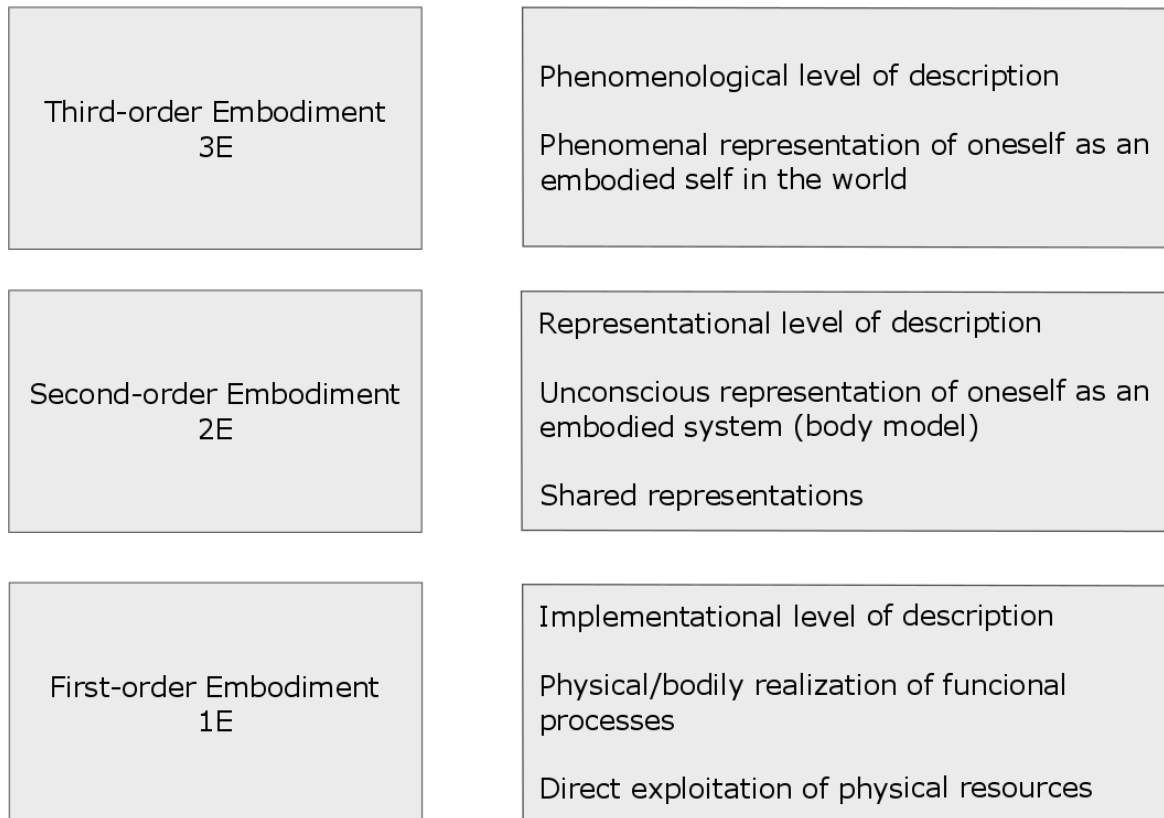 Third-order Embodiment
3E
Phenomenological level of description
Phenomenal representation of oneself as an
embodied self in the world
Second-order Embodiment
2E
Representational level of description
Unconscious representation of oneself as an
embodied system (body model)
Shared representations
First-order Embodiment
1E
Implementational level of description
Physical/bodily realization of funcional
processes
Direct exploitation of physical resources